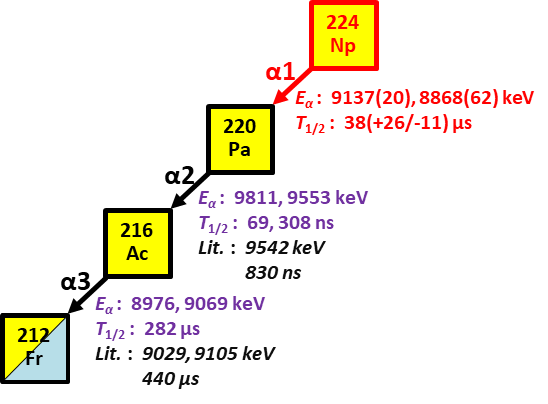 224
Np
α1
Eα : 9137(20), 8868(62) keV
T1/2 : 38(+26/-11) µs
220
Pa
α2
Eα : 9811, 9553 keV
T1/2 : 69, 308 ns
Lit. : 9542 keV
830 ns
216
Ac
α3
Eα : 8976, 9069 keV
T1/2 : 282 µs
Lit. : 9029, 9105 keV
440 µs
212
Fr